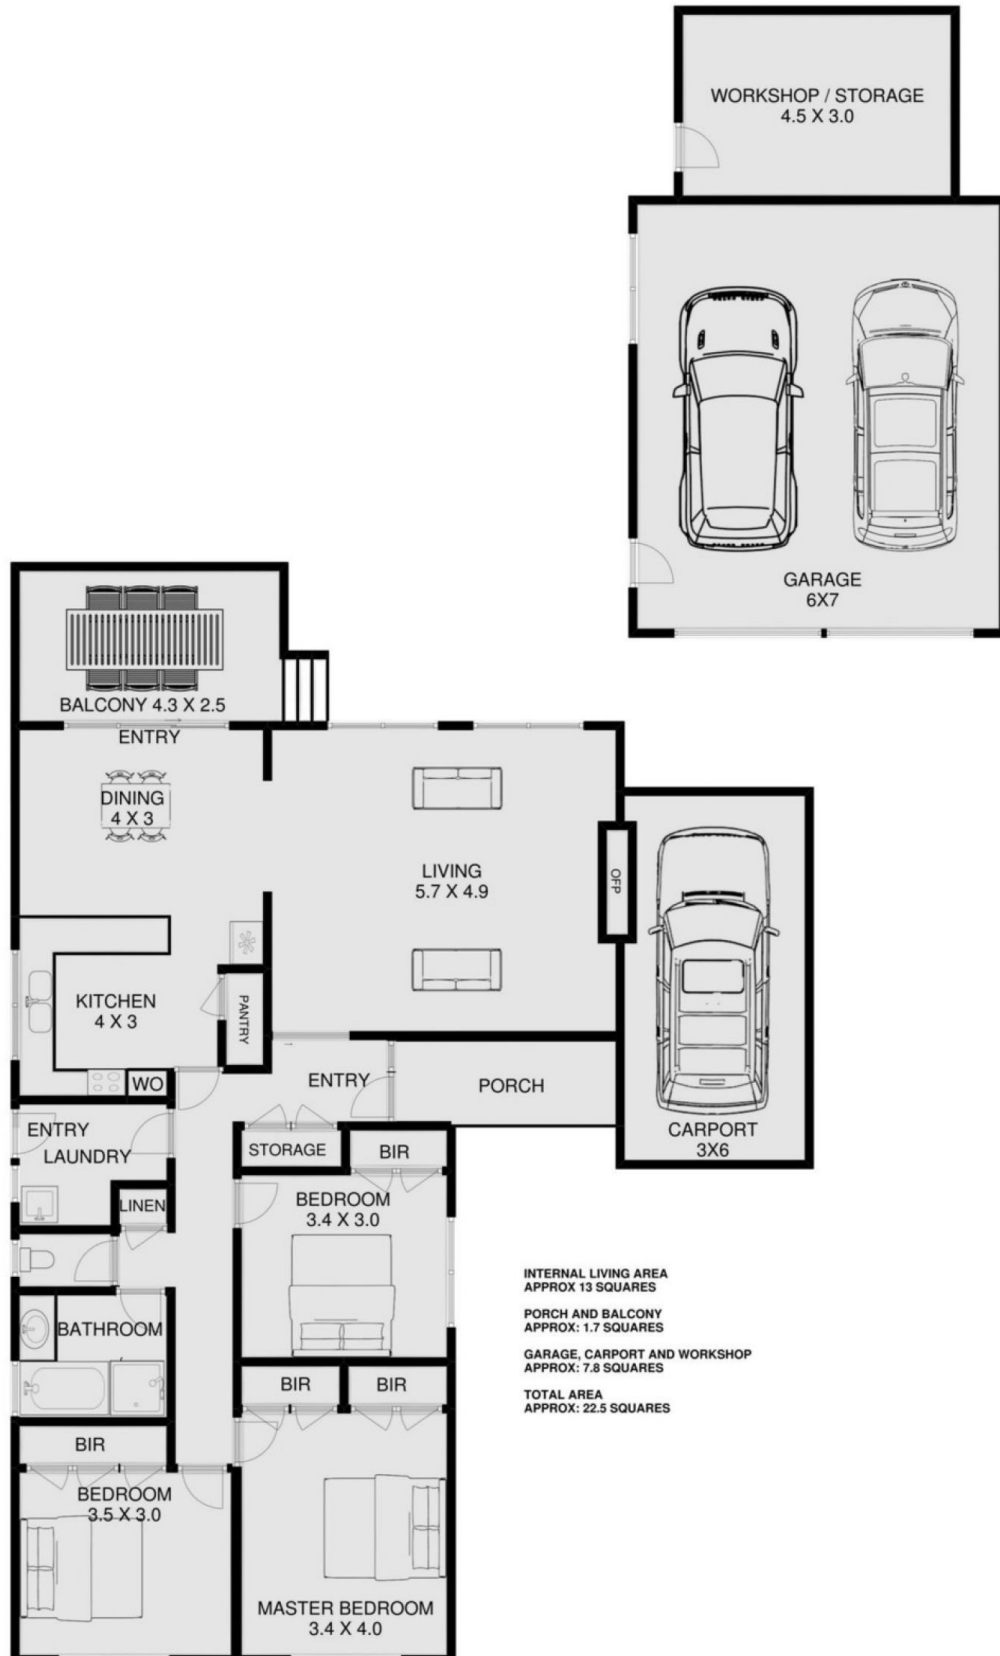 WORKSHOP / STORAGE
4.5 X 3.0
GARAGE
6X7
BALCONY 4.3 X 2.5
ENTRY
DINING
4 X 3
LIVING
5.7 X 4.9
OFP
KITCHEN
4 X 3
PANTRY
WO
ENTRY
PORCH
CARPORT
3X6
ENTRY
LAUNDRY
STORAGE
BIR
LINEN
BEDROOM
3.4 X 3.0
BATHROOM
INTERNAL LIVING AREA
APPROX 13 SQUARES
PORCH AND BALCONY
APPROX: 1.7 SQUARES
GARAGE, CARPORT AND WORKSHOP
APPROX: 7.8 SQUARES
TOTAL AREA
APPROX: 22.5 SQUARES
BIR
BIR
BIR
BEDROOM
3.5 X 3.0
MASTER BEDROOM
3.4 X 4.0